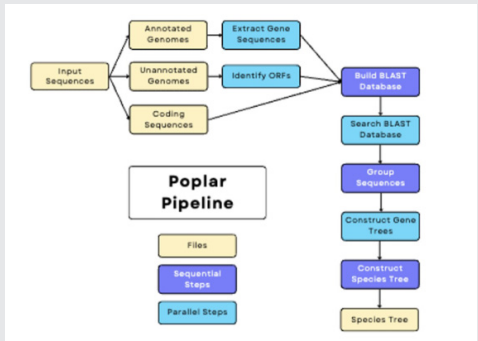 Annotated
Genomes
Extract Gene
Sequences
Input
Sequences
Unannotated
Genomes
Identify ORFs
Build BLAST
Database
Coding
Sequences
Search BLAST
Database
Group
Sequences
Construct Gene
Trees
Construct
Species Tree
Species Tree
Poplar
Pipeline
Files
Sequential
Steps
Parallel Steps